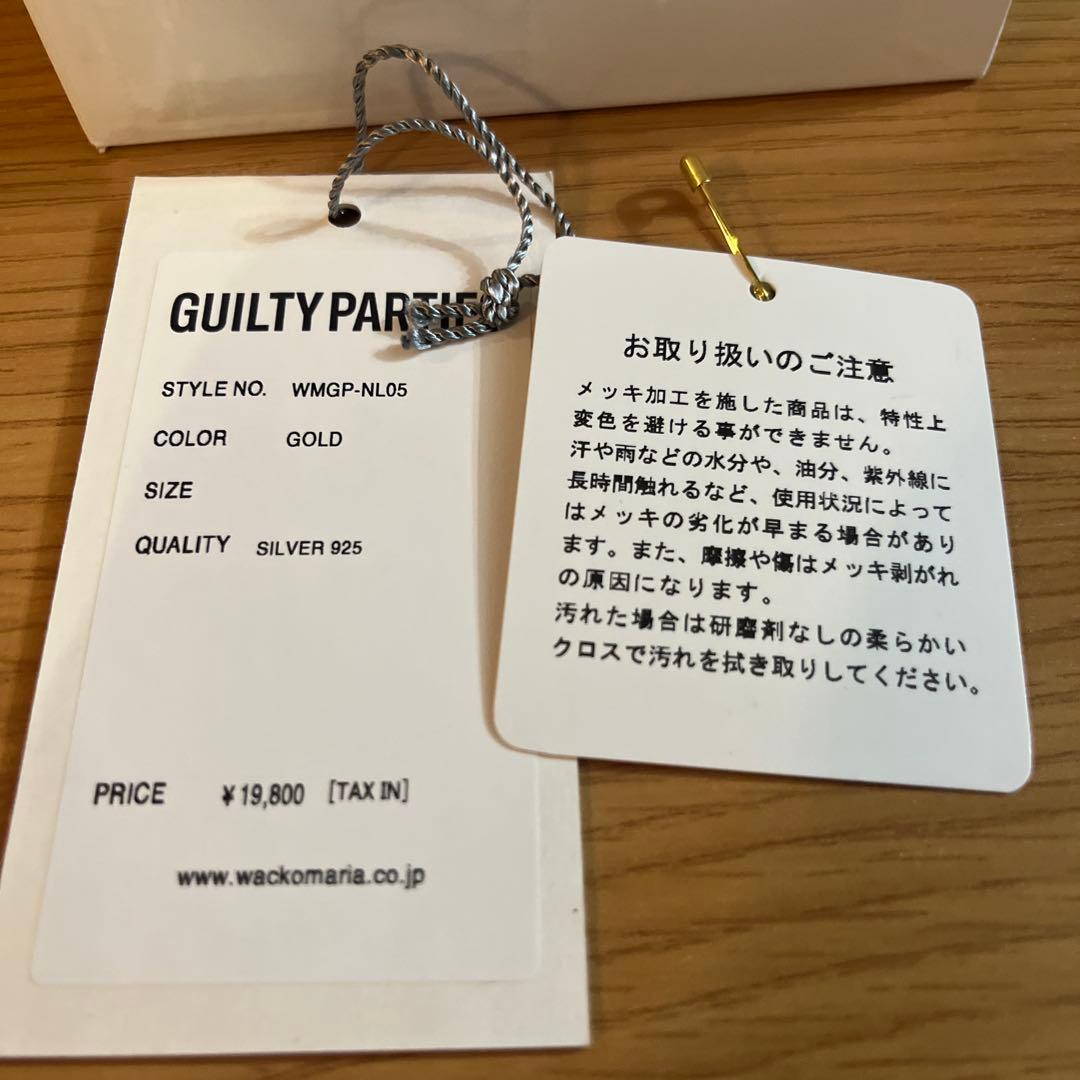 GUILTY PARTIE
STYLE NO. WMGP-NL05
COLOR GOLD
SIZE
QUALITY SILVER 925
PRICE ¥19,800 [TAX IN]
www.wackomaria.co.jp
お取り扱いのご注意
メッキ加工を施した商品は、特性上
変色を避ける事ができません。
汗や雨などの水分や、油分、紫外線に
長時間触れるなど、使用状況によって
はメッキの劣化が早まる場合があり
ます。また、摩擦や傷はメッキ剥がれ
の原因になります。
汚れた場合は研磨剤なしの柔らかい
クロスで汚れを拭き取りしてください。